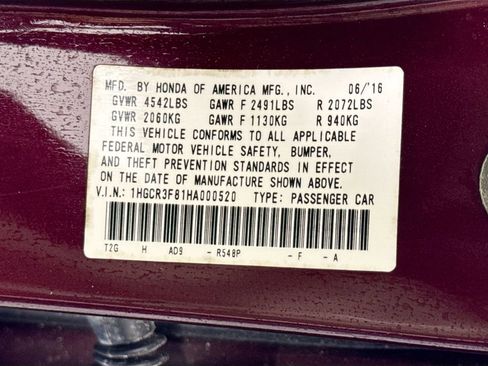 MFD. BY HONDA OF AMERICA MFG., INC. 06/'16
GVWR 4542LBS GAWR F 2491LBS R 2072LBS
GVWR 2060KG GAWR F 1130KG R 940KG
THIS VEHICLE CONFORMS TO ALL APPLICABLE
FEDERAL MOTOR VEHICLE SAFETY, BUMPER,
AND THEFT PREVENTION STANDARDS IN EFFECT
ON THE DATE OF MANUFACTURE SHOWN ABOVE.
V.I.N.: 1HGCR3F81HA000520 TYPE: PASSENGER CAR
T2G H AD9 - R548P - F - A